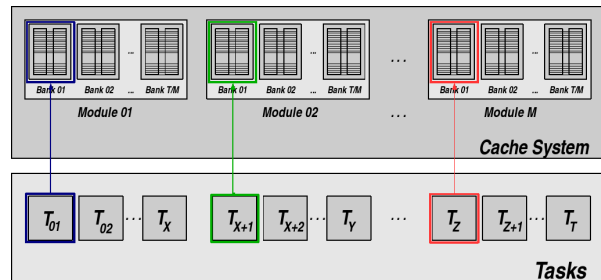 ... ... ... ...
Bank 01 Bank 02 ... Bank T/M Bank 01 Bank 02 ... Bank T/M Bank 01 Bank 02 ... Bank T/M
Module 01 Module 02 ... Module M
Cache System
T01 T02 ... TX TX+1 TX+2 ... TY ... TZ TZ+1 ... TT
Tasks